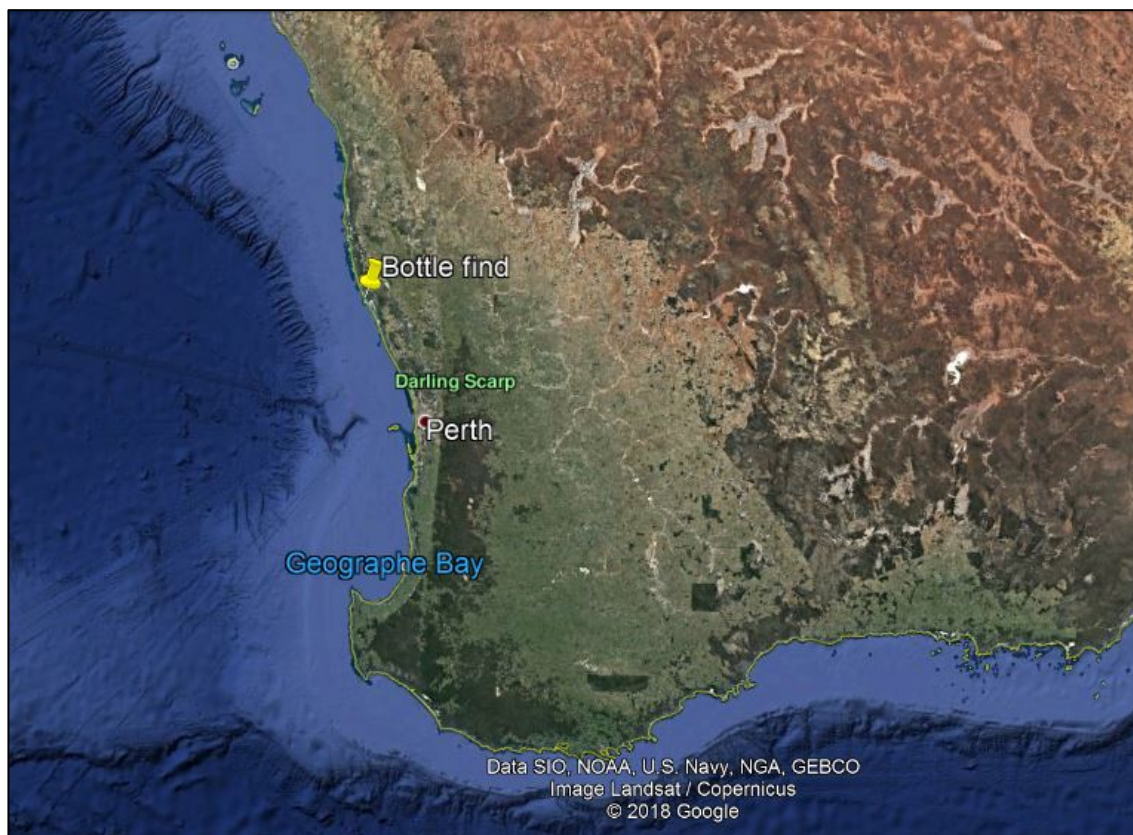 Bottle find
Darling Scarp
Perth
Geographe Bay
Data SIO, NOAA, U.S. Navy, NGA, GEBCO
Image Landsat / Copernicus
© 2018 Google